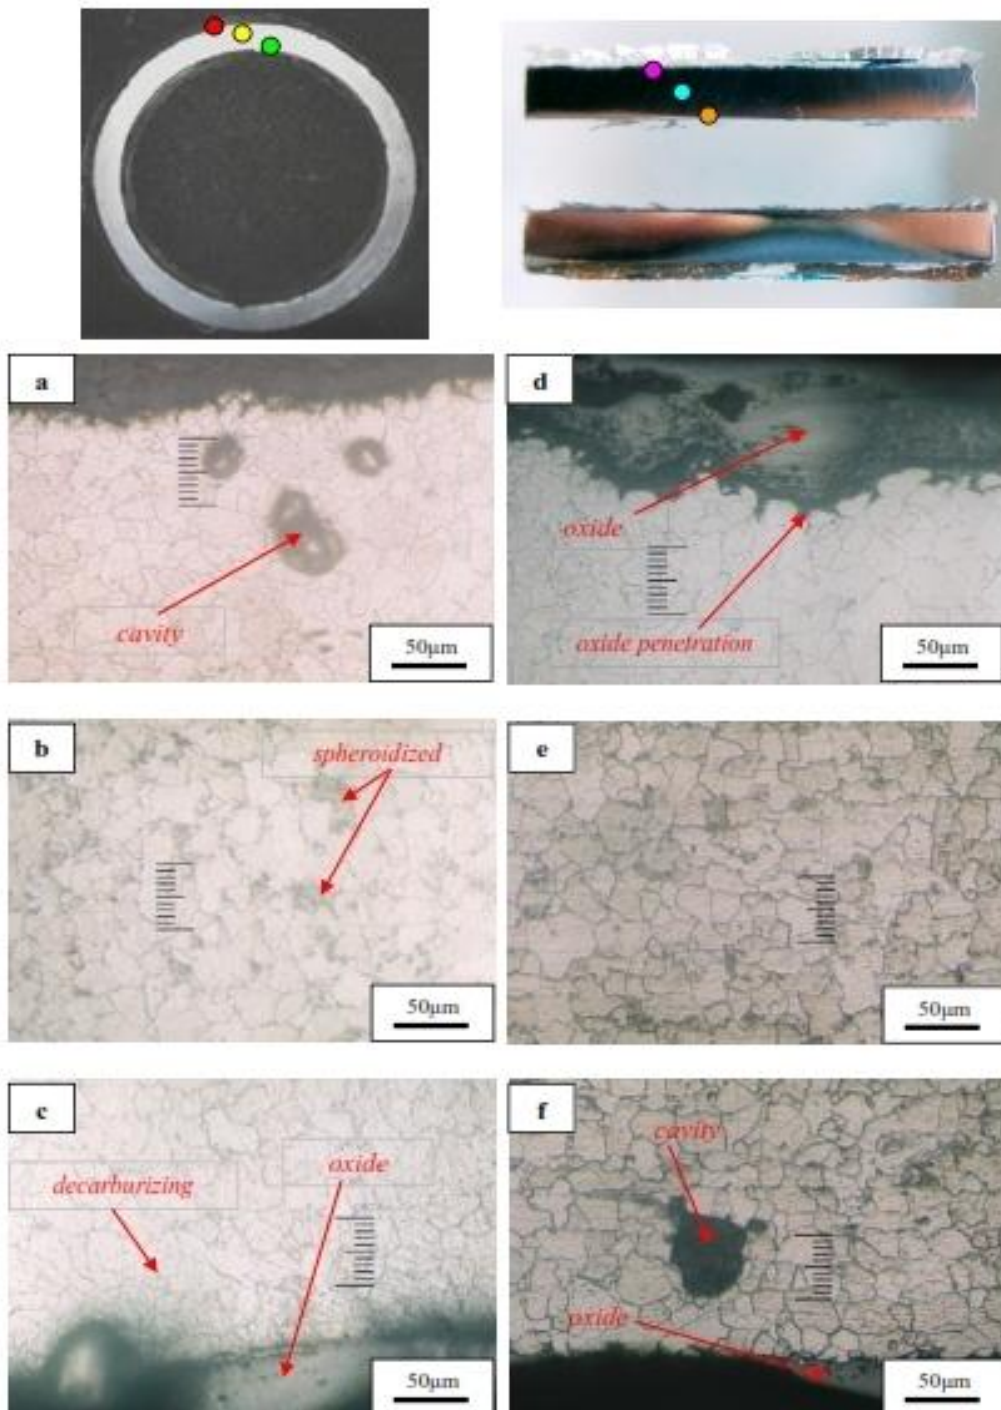 a
cavity
50μm
d
oxide
oxide penetration
50μm
b
spheroidized
50μm
e
50μm
c
decarburizing
oxide
50μm
f
cavity
oxide
50μm